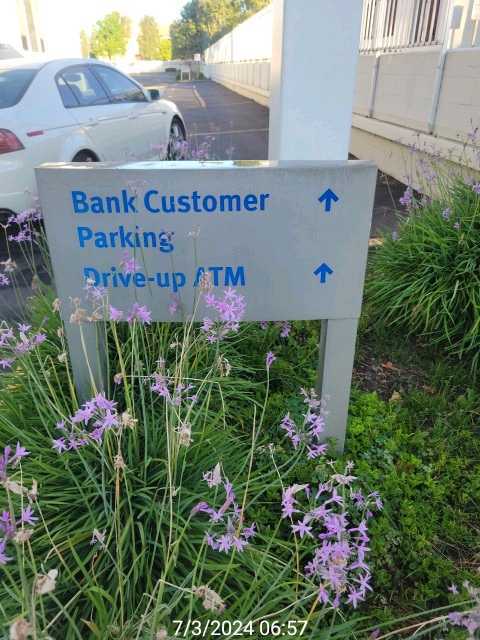 Bank Customer ↑
Parking
Drive-up ATM ↑
7/3/2024 06:57